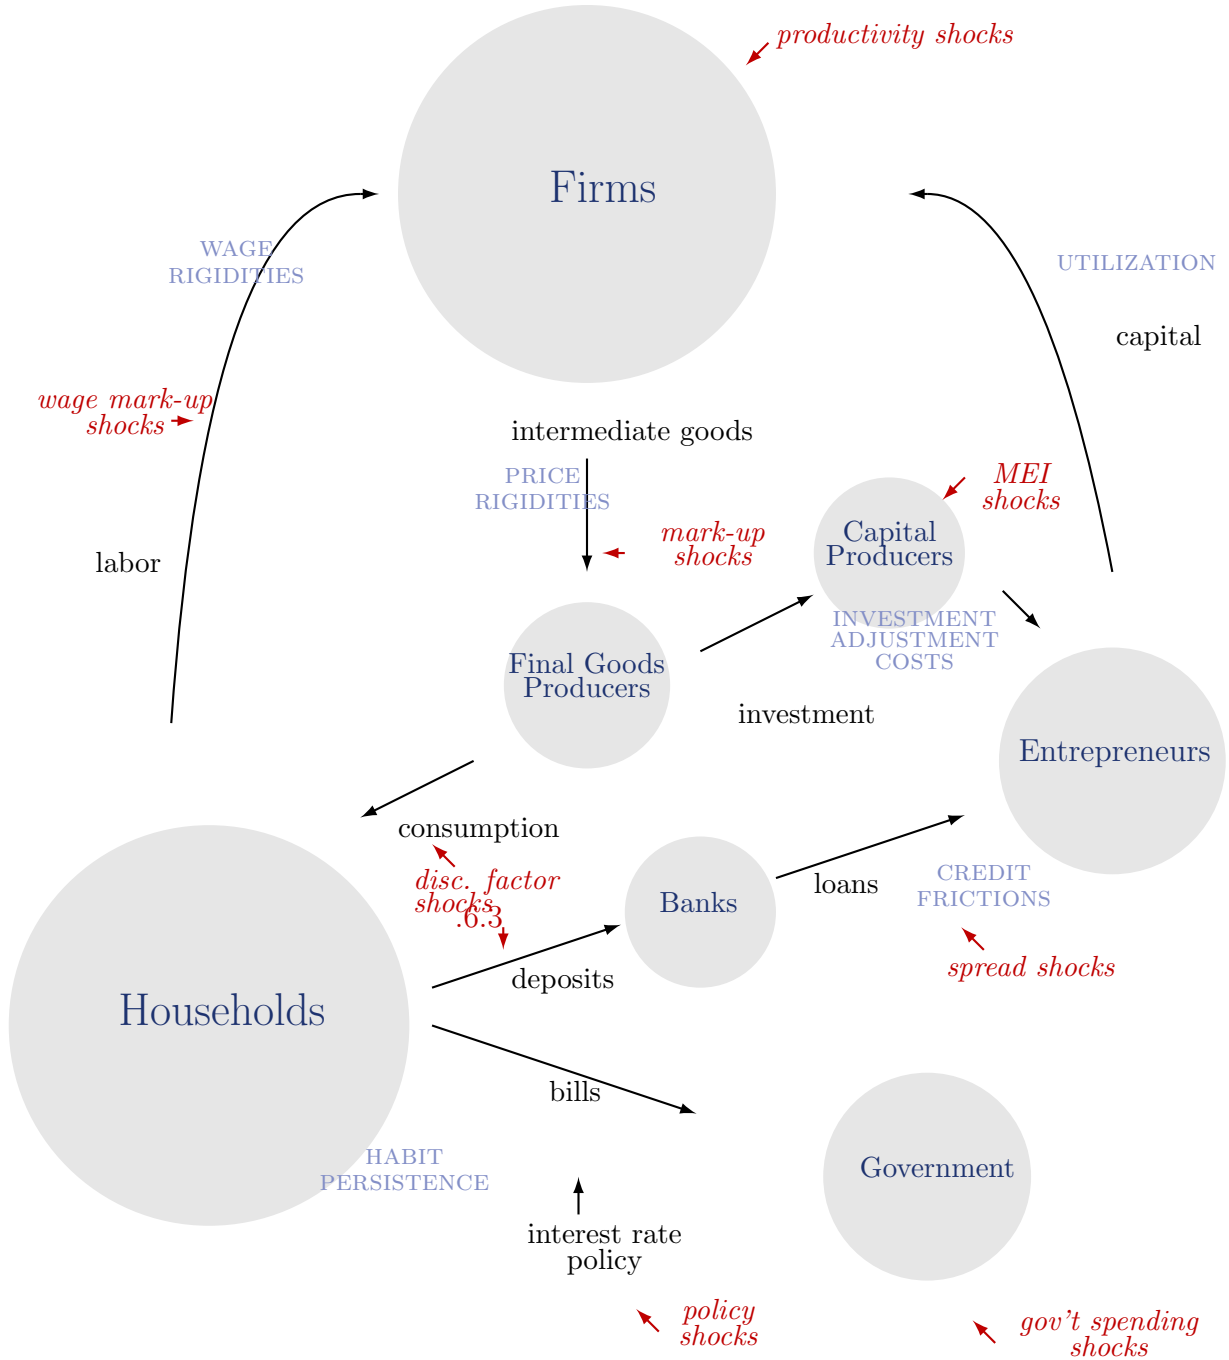 productivity shocks
Firms
WAGE
RIGIDITIES
UTILIZATION
capital
wage mark-up
shocks
intermediate goods
PRICE
RIGIDITIES
MEI
shocks
mark-up
shocks
Capital
Producers
labor
INVESTMENT
ADJUSTMENT
COSTS
Final Goods
Producers
investment
Entrepreneurs
consumption
disc. factor
shocks
.6.3
Banks
loans
CREDIT
FRICTIONS
spread shocks
deposits
Households
bills
HABIT
PERSISTENCE
Government
interest rate
policy
policy
shocks
gov't spending
shocks